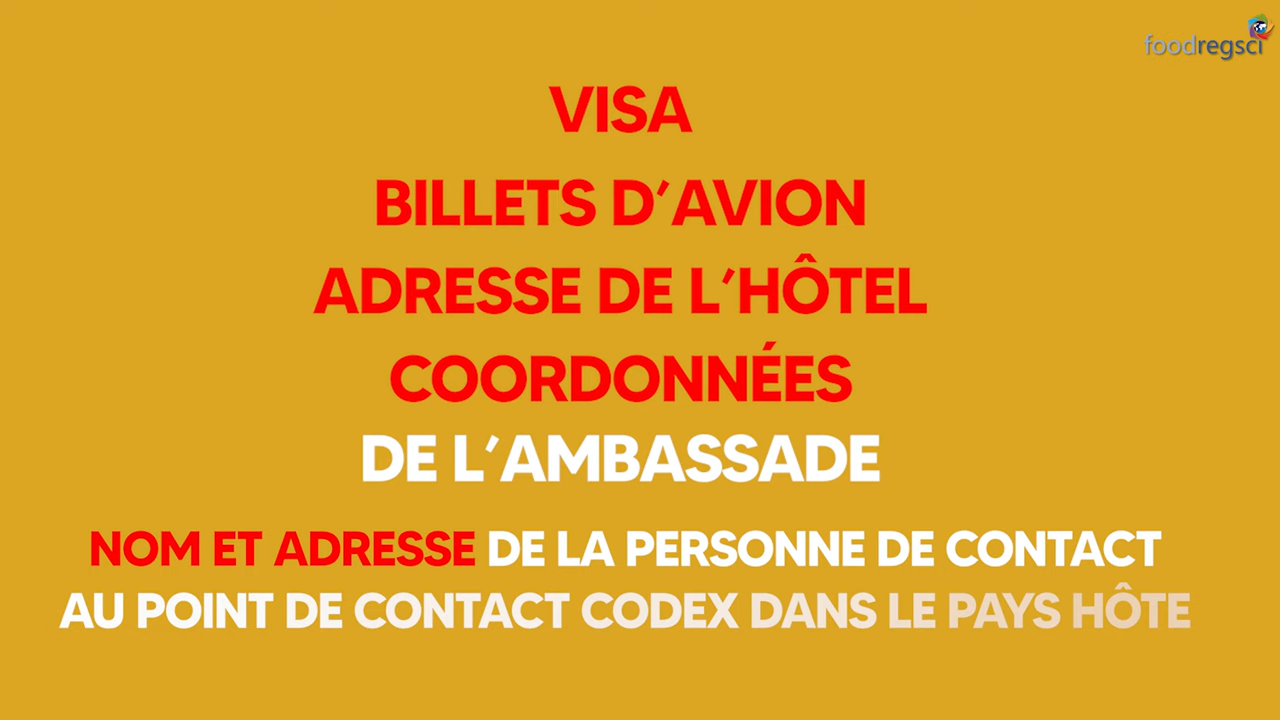 foodregsci
VISA
BILLETS D’AVION
ADRESSE DE L’HÔTEL
COORDONNÉES
DE L’AMBASSADE
NOM ET ADRESSE DE LA PERSONNE DE CONTACT
AU POINT DE CONTACT CODEX DANS LE PAYS HÔTE